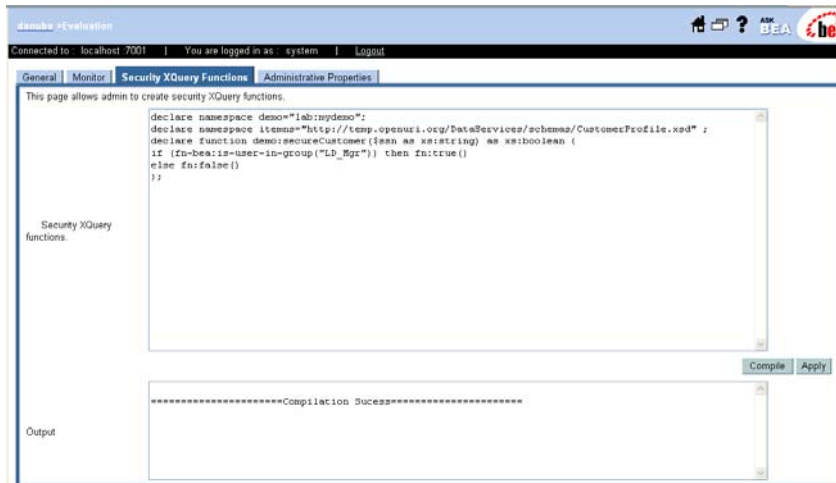 danube >Evaluation
ASK BEA
be
Connected to : localhost :7001 | You are logged in as : system | Logout
General | Monitor | Security XQuery Functions | Administrative Properties |
This page allows admin to create security XQuery functions.
declare namespace demo="lab:mydemo";
declare namespace itemns="http://temp.openuri.org/DataServices/schemas/CustomerProfile.xsd" ;
declare function demo:secureCustomer($ssn as xs:string) as xs:boolean {
if (fn-bea:is-user-in-group("LD_Mgr")) then fn:true()
else fn:false()
};
Security XQuery
functions.
Compile Apply
======================Compilation Sucess======================
Output